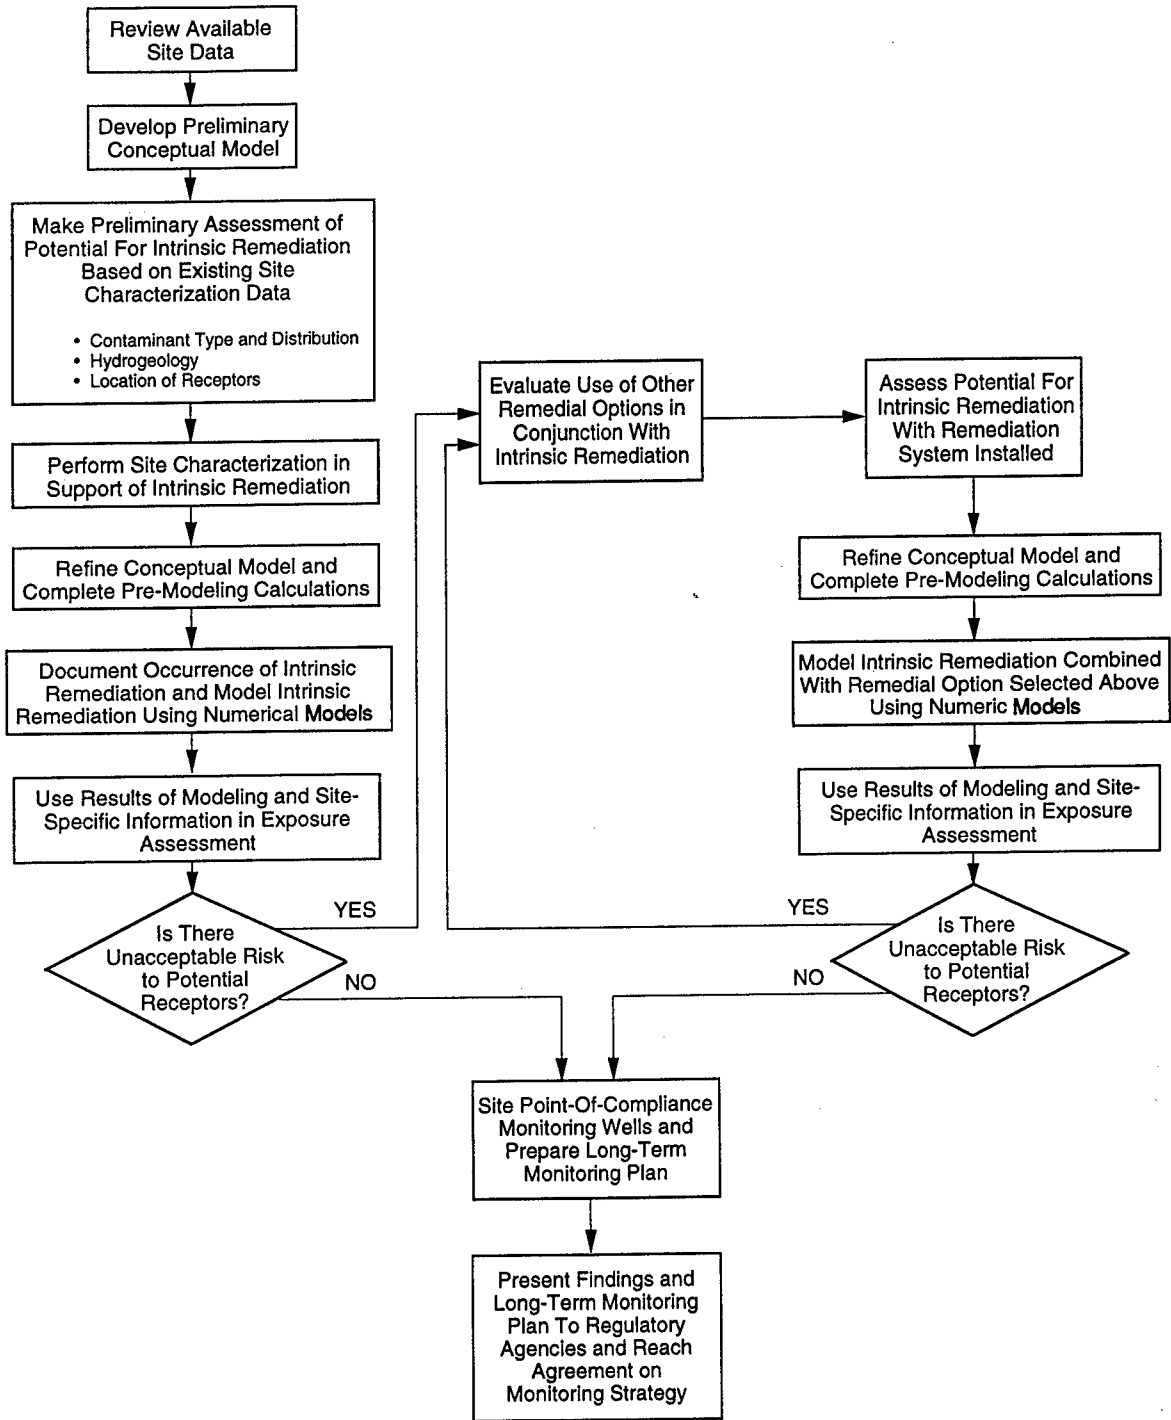 Review Available
Site Data
Develop Preliminary
Conceptual Model
Make Preliminary Assessment of
Potential For Intrinsic Remediation
Based on Existing Site
Characterization Data
• Contaminant Type and Distribution
• Hydrogeology
• Location of Receptors
Perform Site Characterization in
Support of Intrinsic Remediation
Refine Conceptual Model and
Complete Pre-Modeling Calculations
Document Occurrence of Intrinsic
Remediation and Model Intrinsic
Remediation Using Numerical Models
Use Results of Modeling and Site-
Specific Information in Exposure
Assessment
Is There
Unacceptable Risk
to Potential
Receptors?
YES
NO
Evaluate Use of Other
Remedial Options in
Conjunction With
Intrinsic Remediation
Assess Potential For
Intrinsic Remediation
With Remediation
System Installed
Refine Conceptual Model and
Complete Pre-Modeling Calculations
Model Intrinsic Remediation Combined
With Remedial Option Selected Above
Using Numeric Models
Use Results of Modeling and Site-
Specific Information in Exposure
Assessment
Is There
Unacceptable Risk
to Potential
Receptors?
YES
NO
Site Point-Of-Compliance
Monitoring Wells and
Prepare Long-Term
Monitoring Plan
Present Findings and
Long-Term Monitoring
Plan To Regulatory
Agencies and Reach
Agreement on
Monitoring Strategy